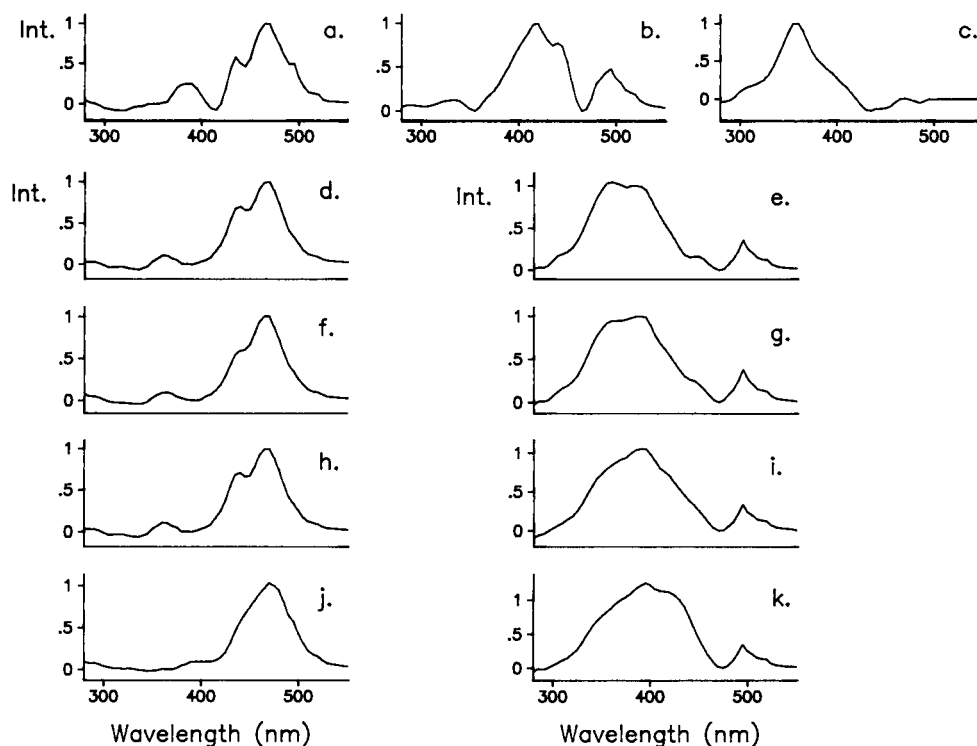 Int. 1 a. 1 b. 1 c.
.5 .5 .5
0 0 0
300 400 500 300 400 500 300 400 500
Int. 1 d. Int. 1 e.
.5 .5
0 0
1 f. 1 g.
.5 .5
0 0
1 h. 1 i.
.5 .5
0 0
1 j. 1 k.
.5 .5
0 0
300 400 500 300 400 500
Wavelength (nm) Wavelength (nm)